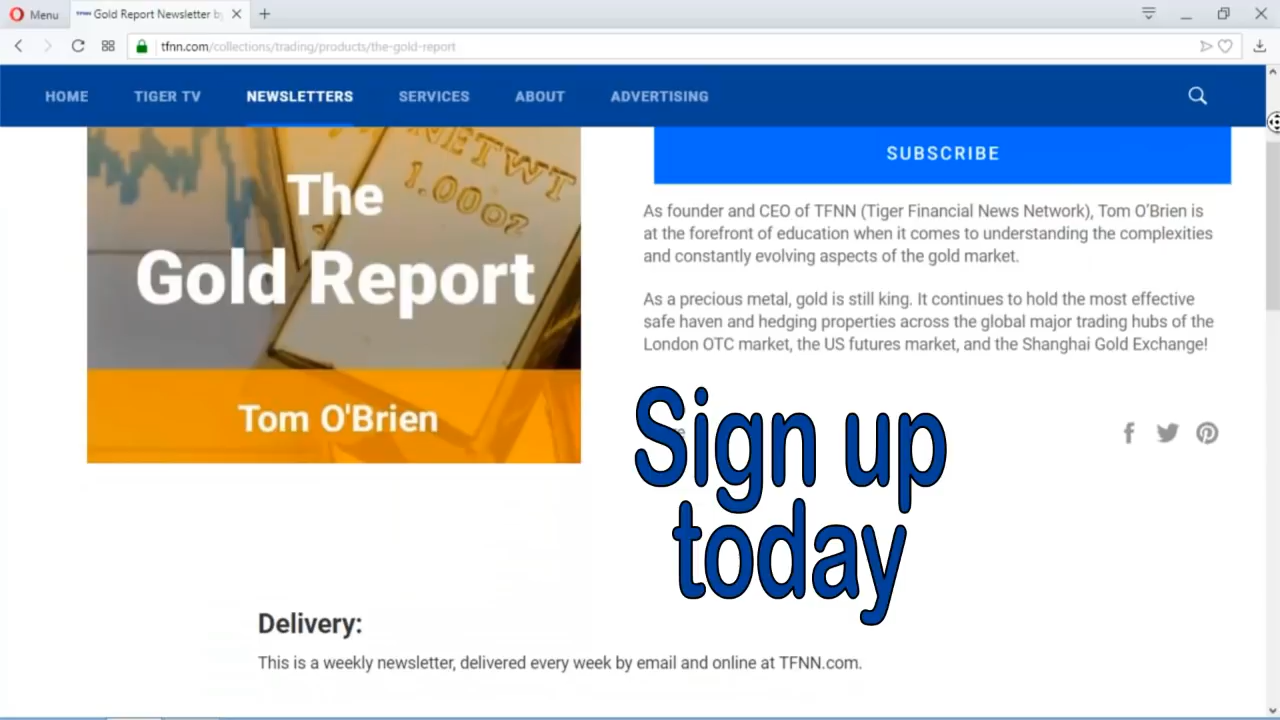 Menu
Gold Report Newsletter b
tfnn.com/collections/trading/products/the-gold-report
HOME TIGER TV NEWSLETTERS SERVICES ABOUT ADVERTISING
NETWT
1.00oz
The
Gold Report
Tom O'Brien
SUBSCRIBE
As founder and CEO of TFNN (Tiger Financial News Network), Tom O'Brien is
at the forefront of education when it comes to understanding the complexities
and constantly evolving aspects of the gold market.
As a precious metal, gold is still king. It continues to hold the most effective
safe haven and hedging properties across the global major trading hubs of the
London OTC market, the US futures market, and the Shanghai Gold Exchange!
Sign up
today
Delivery:
This is a weekly newsletter, delivered every week by email and online at TFNN.com.